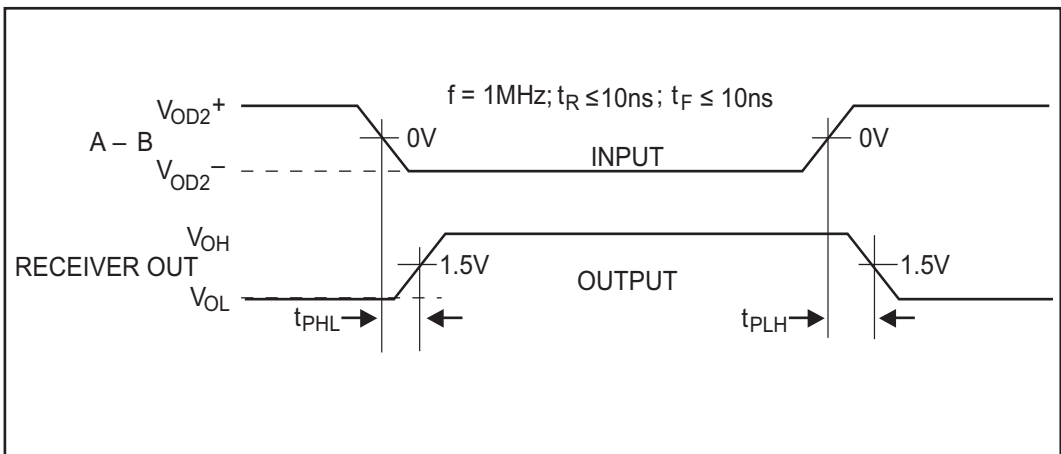 f = 1MHz; tR ≤10ns; tF ≤ 10ns
VOD2+
A – B
0V
0V
INPUT
VOD2–
VOH
RECEIVER OUT
1.5V
1.5V
OUTPUT
VOL
tPHL
tPLH